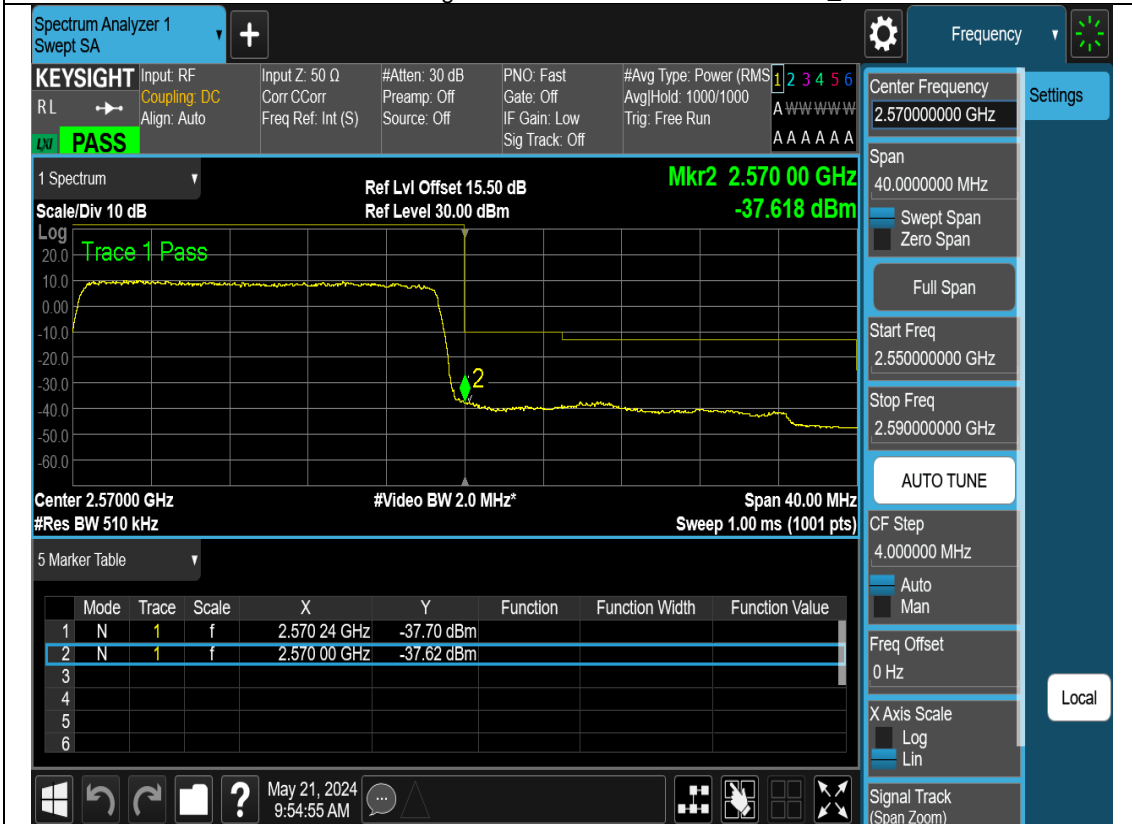 Spectrum Analyzer 1
Swept SA
Frequency
KEYSIGHT
RL
LXI PASS
Input: RF
Coupling: DC
Align: Auto
Input Z: 50 Ω
Corr CCorr
Freq Ref: Int (S)
#Atten: 30 dB
Preamp: Off
Source: Off
PNO: Fast
Gate: Off
IF Gain: Low
Sig Track: Off
#Avg Type: Power (RMS
Avg|Hold: 1000/1000
Trig: Free Run
1 2 3 4 5 6
A W W W W W
A A A A A A
1 Spectrum
Scale/Div 10 dB
Ref Lvl Offset 15.50 dB
Ref Level 30.00 dBm
Mkr2 2.570 00 GHz
-37.618 dBm
Log
Trace 1 Pass
20.0
10.0
0.00
-10.0
-20.0
-30.0
-40.0
-50.0
-60.0
2
Center 2.57000 GHz
#Res BW 510 kHz
#Video BW 2.0 MHz*
Span 40.00 MHz
Sweep 1.00 ms (1001 pts)
5 Marker Table
Mode Trace Scale X Y Function Function Width Function Value
1 N 1 f 2.570 24 GHz -37.70 dBm
2 N 1 f 2.570 00 GHz -37.62 dBm
3
4
5
6
May 21, 2024
9:54:55 AM
Center Frequency
2.570000000 GHz
Settings
Span
40.0000000 MHz
Swept Span
Zero Span
Full Span
Start Freq
2.550000000 GHz
Stop Freq
2.590000000 GHz
AUTO TUNE
CF Step
4.000000 MHz
Auto
Man
Freq Offset
0 Hz
Local
X Axis Scale
Log
Lin
Signal Track
(Span Zoom)